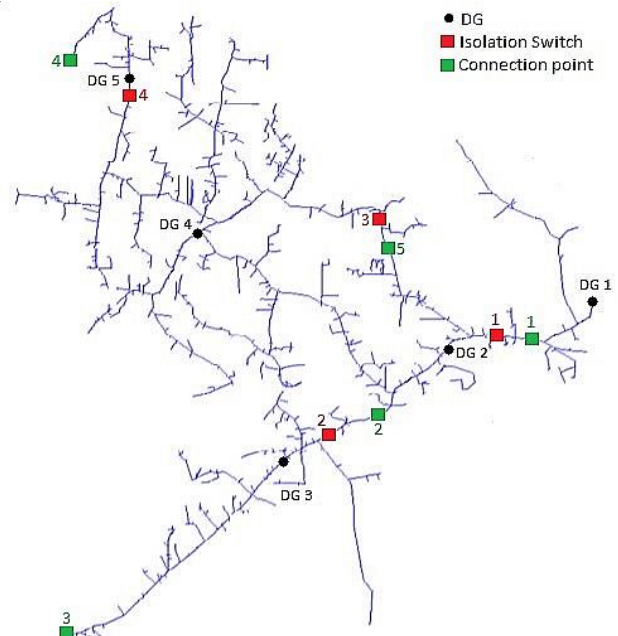 DG
Isolation Switch
Connection point
4
DG 5
4
3
DG 4
5
DG 1
1
1
DG 2
2
2
DG 3
3